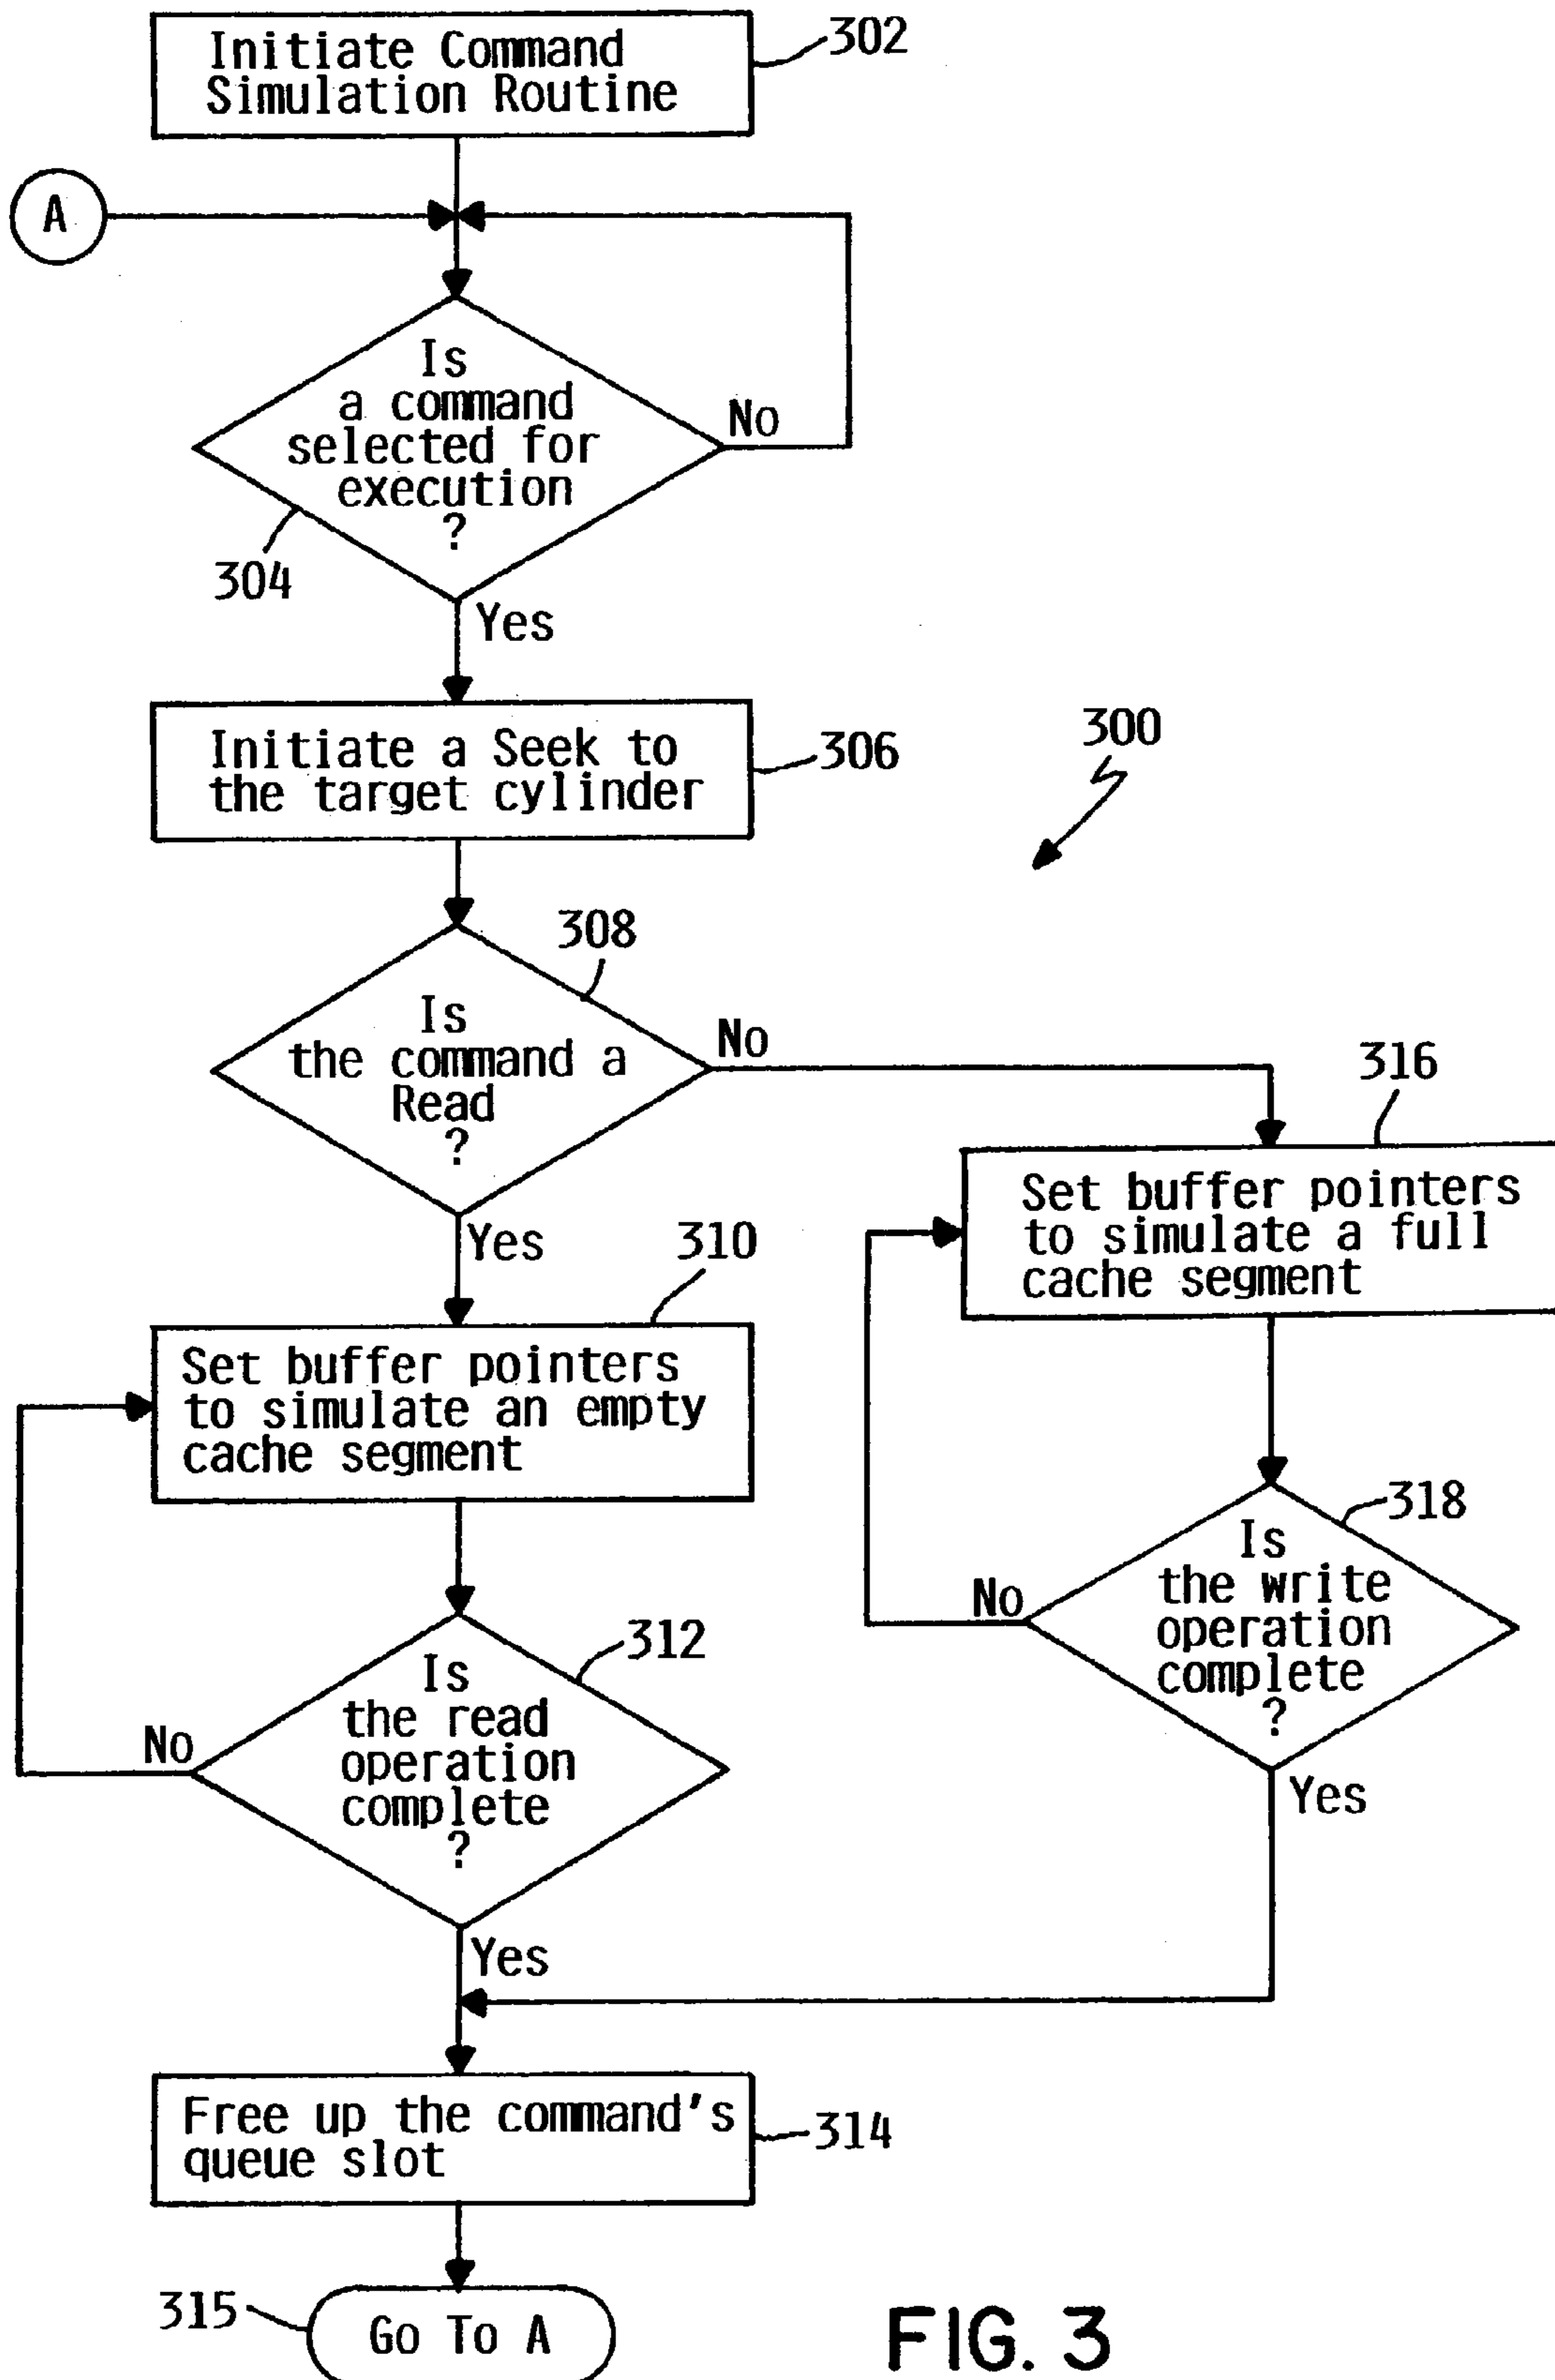 Initiate Command
Simulation Routine
302
A
Is
a command
selected for
execution
?
No
304
Yes
Initiate a Seek to
the target cylinder
306
300
308
Is
the command a
Read
?
No
Yes
316
Set buffer pointers
to simulate a full
cache segment
310
Set buffer pointers
to simulate an empty
cache segment
318
Is
the write
operation
complete
?
No
Yes
312
Is
the read
operation
complete
?
No
Yes
Free up the command's
queue slot
314
315
Go To A
FIG. 3